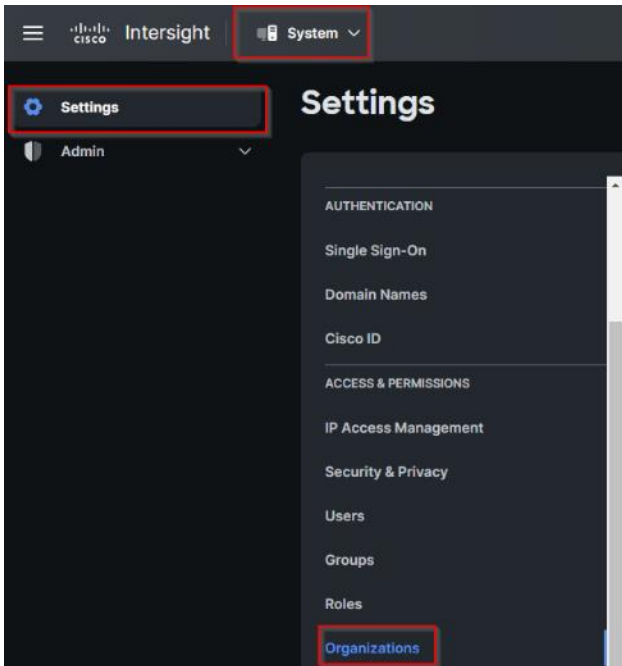 CISCO Intersight System
Settings
Settings
Admin
AUTHENTICATION
Single Sign-On
Domain Names
Cisco ID
ACCESS & PERMISSIONS
IP Access Management
Security & Privacy
Users
Groups
Roles
Organizations